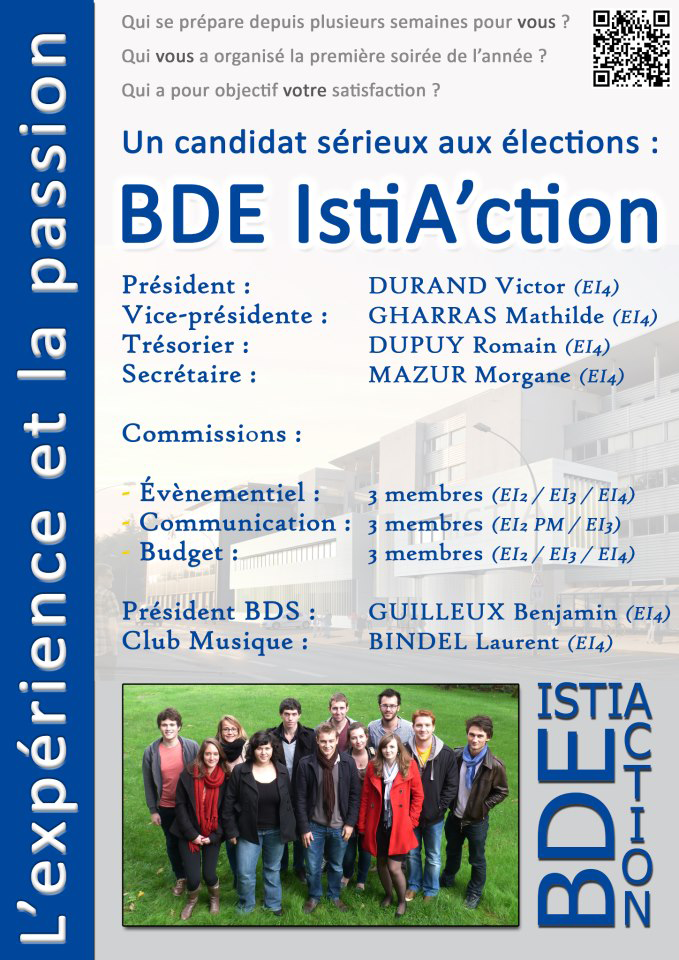 L'expérience et la passion
Qui se prépare depuis plusieurs semaines pour vous ?
Qui vous a organisé la première soirée de l'année ?
Qui a pour objectif votre satisfaction ?
Un candidat sérieux aux élections :
BDE IstiA'ction
Président : DURAND Victor (EI4)
Vice-présidente : GHARRAS Mathilde (EI4)
Trésorier : DUPUY Romain (EI4)
Secrétaire : MAZUR Morgane (EI4)
Commissions :
- Évènementiel : 3 membres (EI2 / EI3 / EI4)
- Communication : 3 membres (EI2 PM / EI3)
- Budget : 3 membres (EI2 / EI3 / EI4)
Président BDS : GUILLEUX Benjamin (EI4)
Club Musique : BINDEL Laurent (EI4)
ISTIA
BDE
ACTION